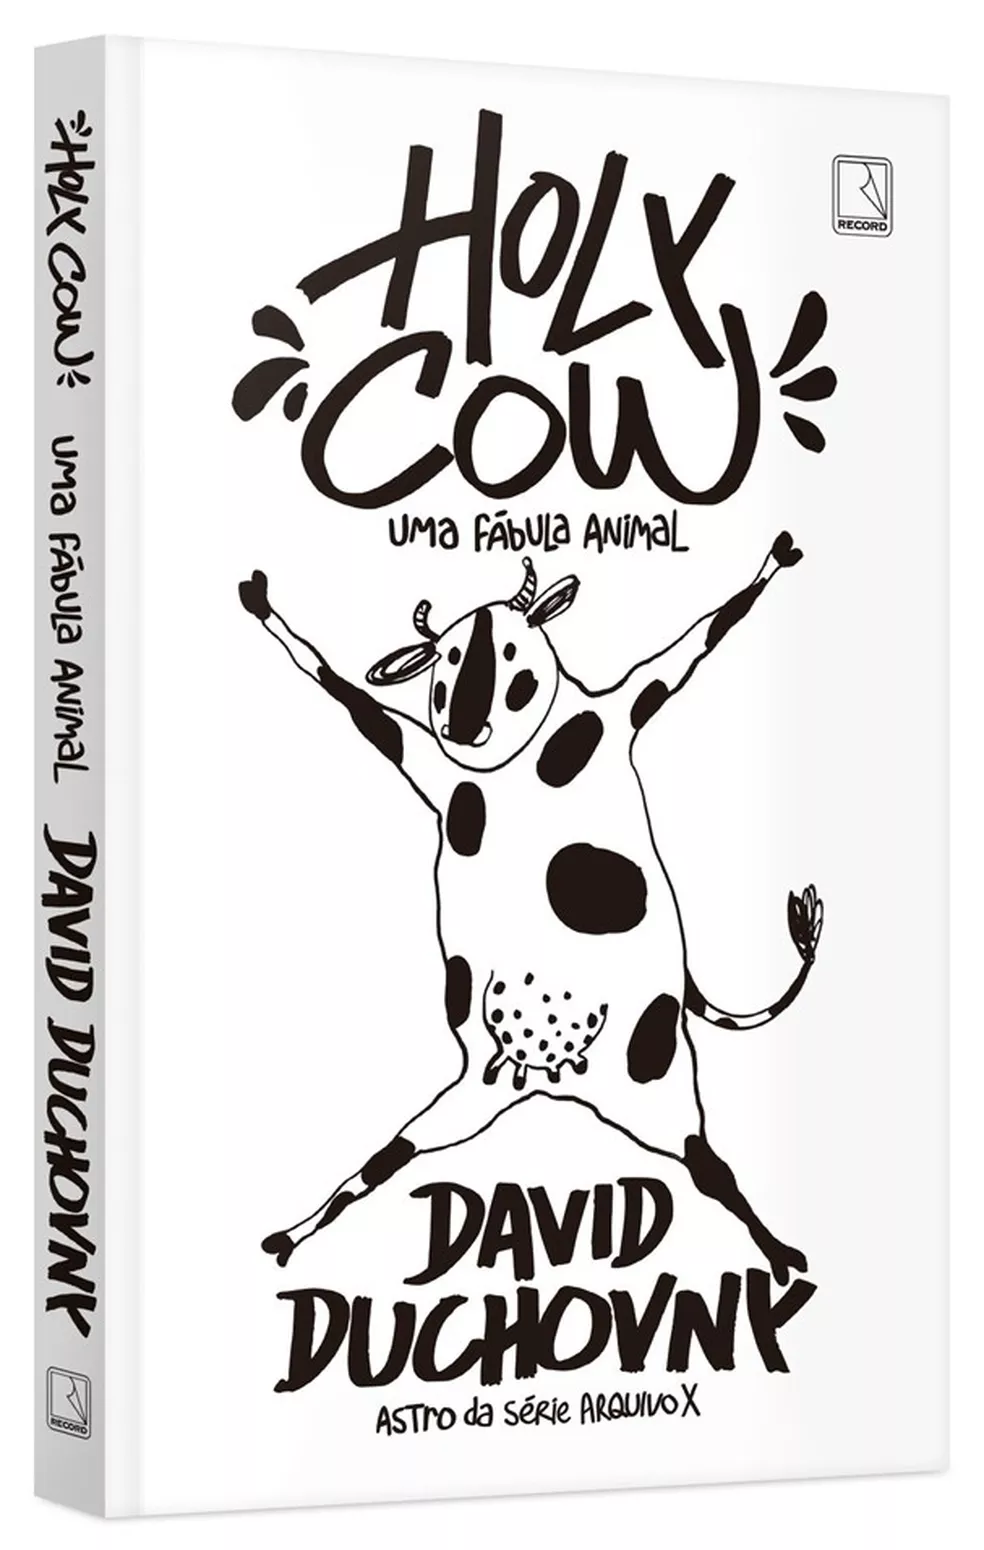 HOLY COW
UMA FÁBULA ANIMAL
DAVID DUCHOVNY
RECORD
HOLY
COW
UMA FÁBULA ANIMAL
DAVID
DUCHOVNY
ASTRO DA SÉRIE ARQUIVO X
RECORD